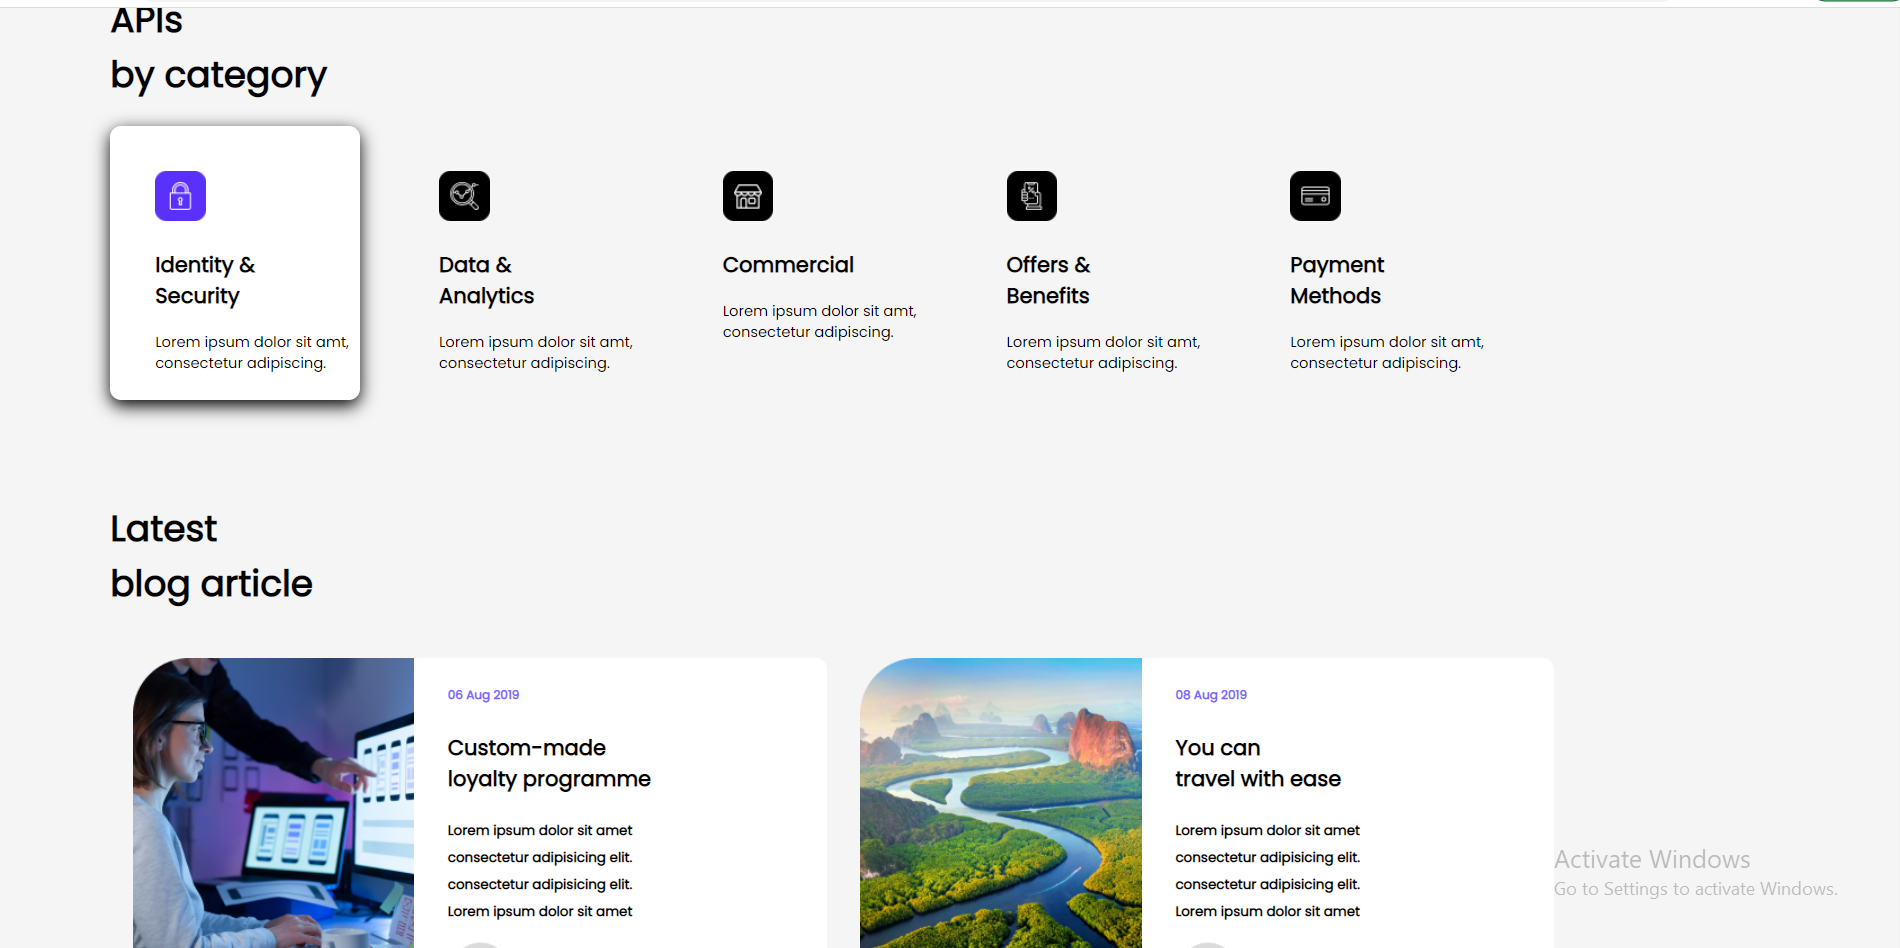 APIs
by category
Identity &
Security
Lorem ipsum dolor sit amt,
consectetur adipiscing.
Data &
Analytics
Lorem ipsum dolor sit amt,
consectetur adipiscing.
Commercial
Lorem ipsum dolor sit amt,
consectetur adipiscing.
Offers &
Benefits
Lorem ipsum dolor sit amt,
consectetur adipiscing.
Payment
Methods
Lorem ipsum dolor sit amt,
consectetur adipiscing.
Latest
blog article
06 Aug 2019
Custom-made
loyalty programme
Lorem ipsum dolor sit amet
consectetur adipisicing elit.
consectetur adipisicing elit.
Lorem ipsum dolor sit amet
08 Aug 2019
You can
travel with ease
Lorem ipsum dolor sit amet
consectetur adipisicing elit.
consectetur adipisicing elit.
Lorem ipsum dolor sit amet
Activate Windows
Go to Settings to activate Windows.